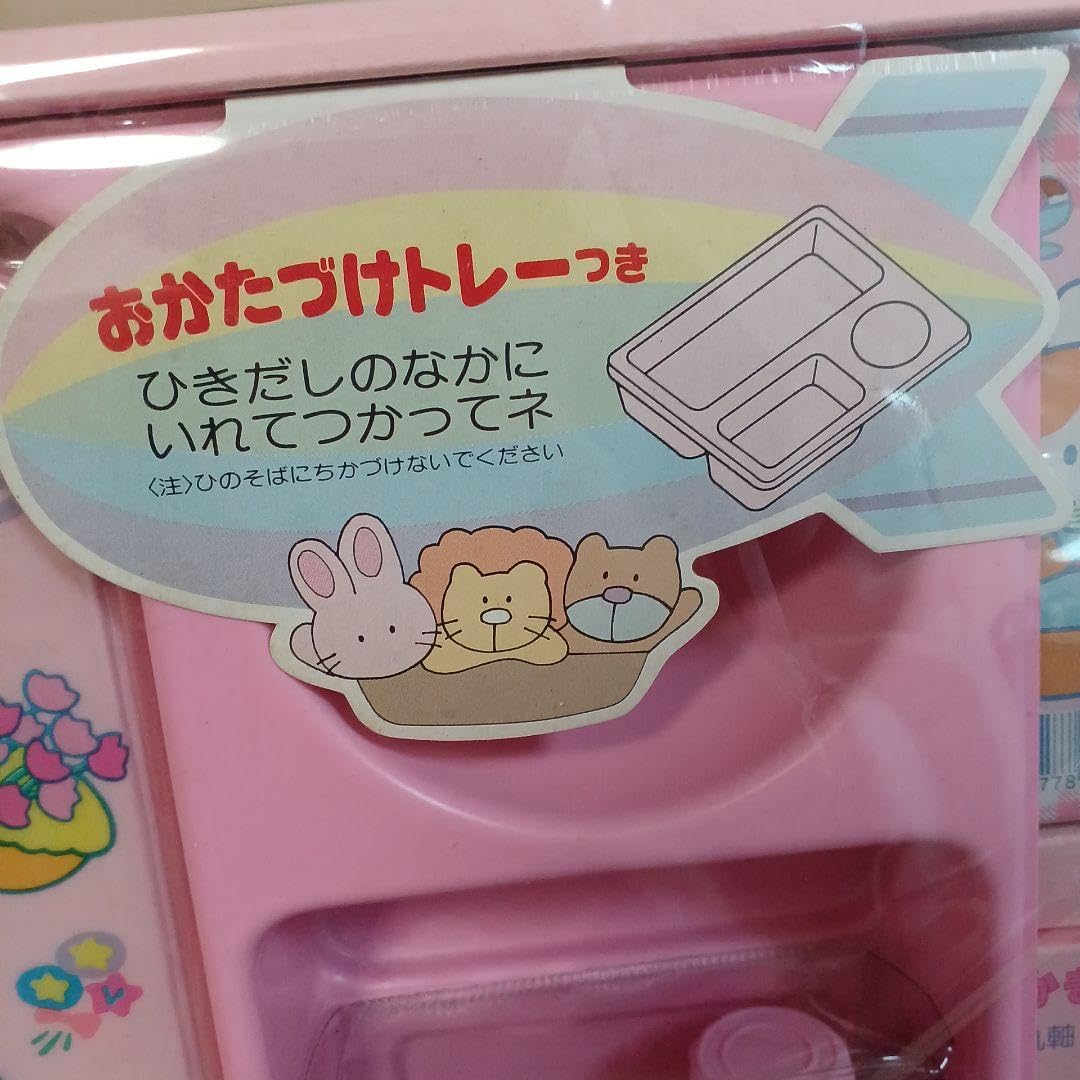 おかたづけトレーつき
ひきだしのなかに
いれてつかってネ
〈注〉ひのそばにちかづけないでください
778